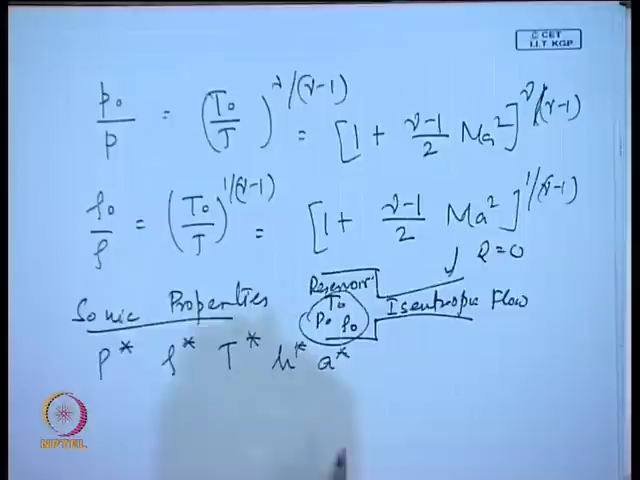 © CET
I.I.T KGP
p₀/p = (T₀/T)^γ/(γ-1) = [1 + γ-1/2 Ma²]^γ/(γ-1)
ρ₀/ρ = (T₀/T)^1/(γ-1) = [1 + γ-1/2 Ma²]^1/(γ-1)
Q=0
Reservoir
Sonic Properties
T₀
P₀ ρ₀
Isentropic Flow
P* ρ* T* h* a*
NPTEL